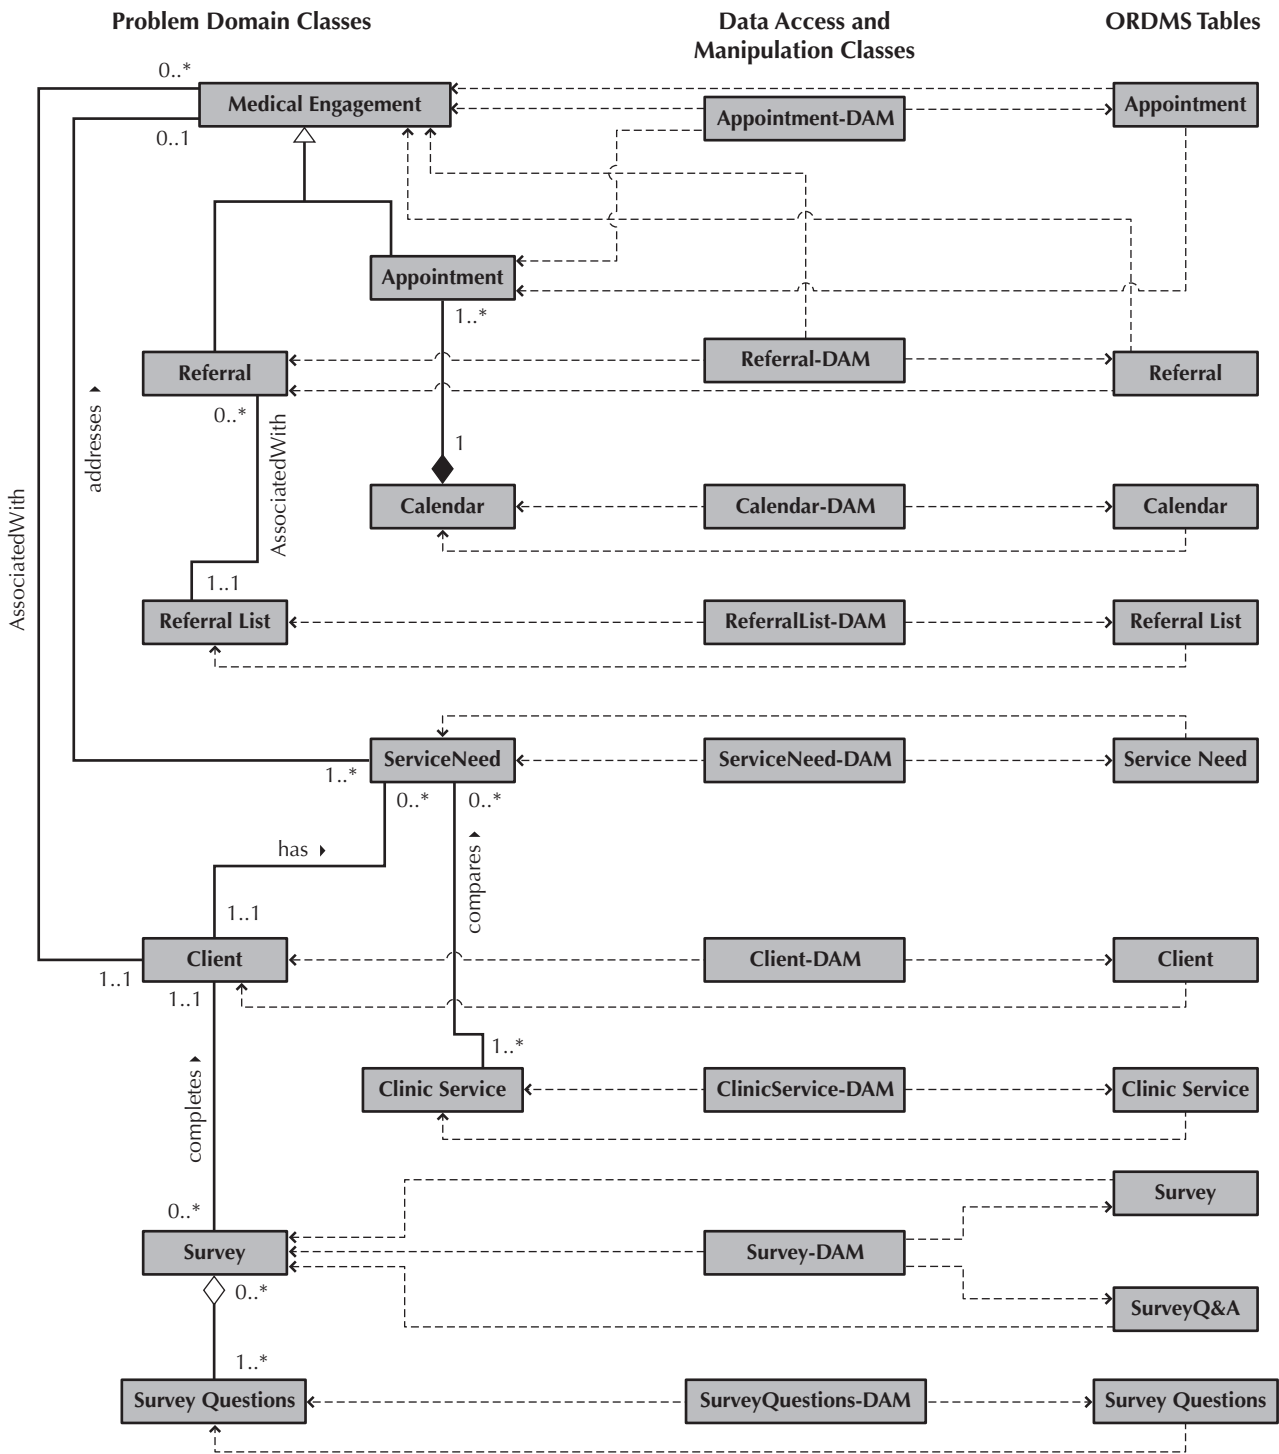 Problem Domain Classes
Data Access and
Manipulation Classes
ORDMS Tables
0..*
Medical Engagement
Appointment-DAM
Appointment
0..1
Appointment
1..*
Referral
Referral-DAM
Referral
0..*
addresses
AssociatedWith
AssociatedWith
1
Calendar
Calendar-DAM
Calendar
1..1
Referral List
ReferralList-DAM
Referral List
ServiceNeed
ServiceNeed-DAM
Service Need
1..*
0..*
0..*
has
compares
1..1
Client
Client-DAM
Client
1..1
1..1
1..*
completes
Clinic Service
ClinicService-DAM
Clinic Service
Survey
0..*
Survey
Survey-DAM
0..*
SurveyQ&A
1..*
Survey Questions
SurveyQuestions-DAM
Survey Questions